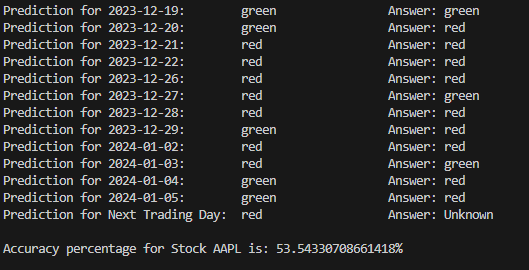 Prediction for 2023-12-19: green Answer: green
Prediction for 2023-12-20: green Answer: red
Prediction for 2023-12-21: red Answer: red
Prediction for 2023-12-22: red Answer: red
Prediction for 2023-12-26: red Answer: red
Prediction for 2023-12-27: red Answer: green
Prediction for 2023-12-28: red Answer: red
Prediction for 2023-12-29: green Answer: red
Prediction for 2024-01-02: red Answer: red
Prediction for 2024-01-03: red Answer: green
Prediction for 2024-01-04: green Answer: red
Prediction for 2024-01-05: green Answer: red
Prediction for Next Trading Day: red Answer: Unknown
Accuracy percentage for Stock AAPL is: 53.54330708661418%